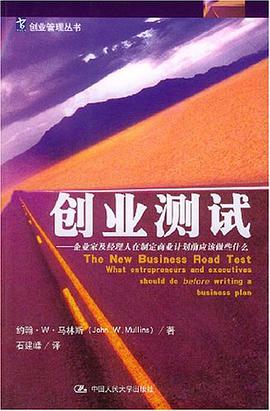 创业管理丛书
创业测试
——企业家及经理人在制定商业计划前应该做些什么
The New Business Road Test
What entrepreneurs and executives
should do before writing a
business plan
约翰·W·马林斯(John.W.Mullins) 著
石建峰 译
中国人民大学出版社